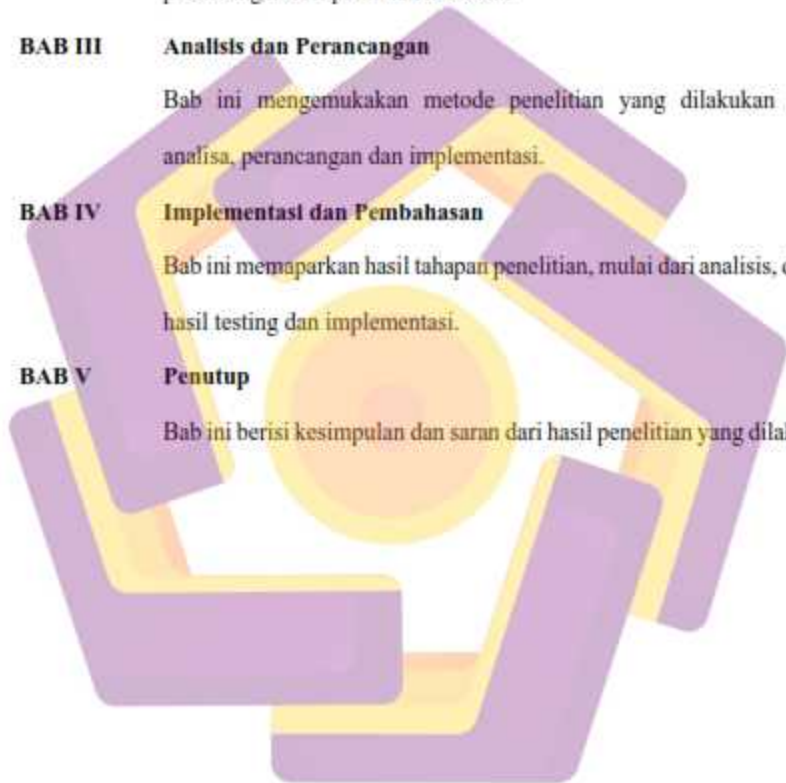 BAB III Analisis dan Perancangan
Bab ini mengemukakan metode penelitian yang dilakukan
analisa, perancangan dan implementasi.
BAB IV Implementasi dan Pembahasan
Bab ini memaparkan hasil tahapan penelitian, mulai dari analisis,
hasil testing dan implementasi.
BAB V Penutup
Bab ini berisi kesimpulan dan saran dari hasil penelitian yang